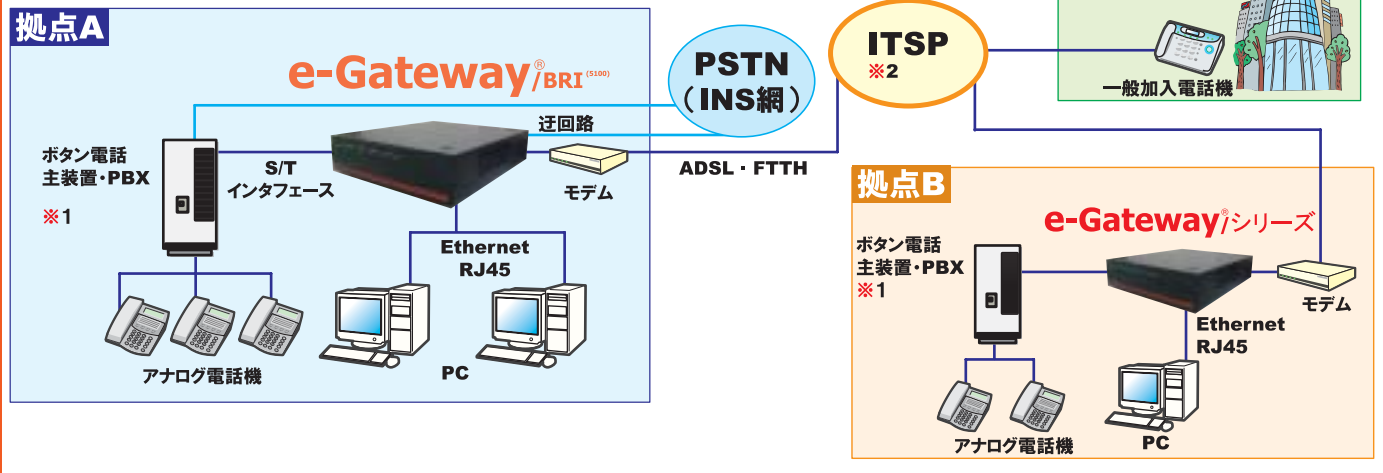 拠点A
e-Gateway®i/BRI (5100)
PSTN
(INS網)
ITSP
※2
一般加入電話機
迂回路
ボタン電話
主装置・PBX
※1
S/T
インタフェース
モデム
ADSL・FTTH
Ethernet
RJ45
アナログ電話機
PC
拠点B
e-Gateway®iシリーズ
ボタン電話
主装置・PBX
※1
モデム
Ethernet
RJ45
アナログ電話機
PC